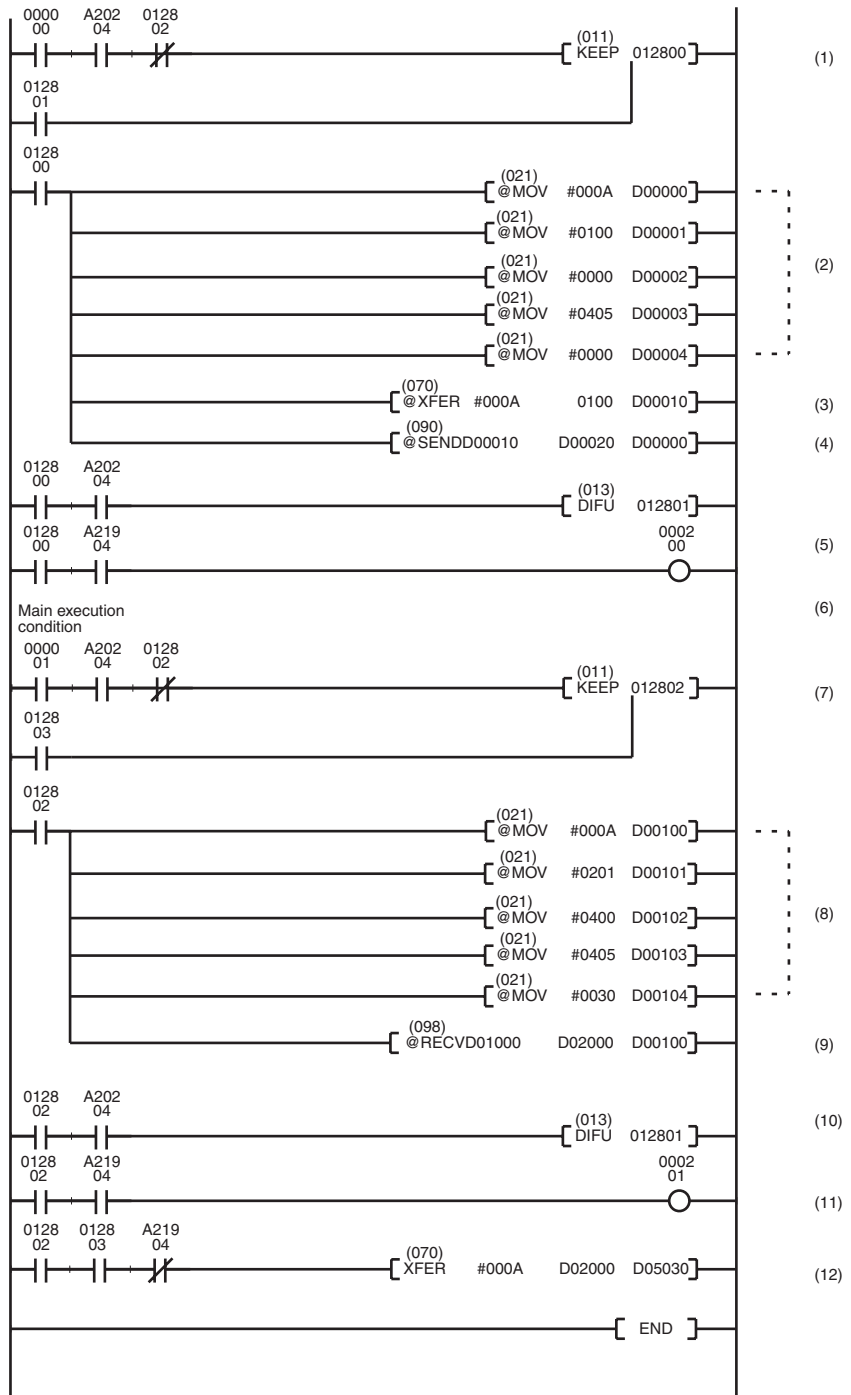 0000 A202 0128
00 04 02
(011)
KEEP 012800
(1)
0128
01
0128
00
(021)
@MOV #000A D00000
(021)
@MOV #0100 D00001
(021)
@MOV #0000 D00002
(2)
(021)
@MOV #0405 D00003
(021)
@MOV #0000 D00004
(070)
@XFER #000A 0100 D00010
(3)
(090)
@SENDD00010 D00020 D00000
(4)
0128 A202
00 04
(013)
DIFU 012801
0128 A219 0002
00 04 00
(5)
Main execution
condition
(6)
0000 A202 0128
01 04 02
(011)
KEEP 012802
(7)
0128
03
0128
02
(021)
@MOV #000A D00100
(021)
@MOV #0201 D00101
(021)
@MOV #0400 D00102
(8)
(021)
@MOV #0405 D00103
(021)
@MOV #0030 D00104
(098)
@RECVD01000 D02000 D00100
(9)
0128 A202
02 04
(013)
DIFU 012801
(10)
0128 A219 0002
02 04 01
(11)
0128 0128 A219
02 03 04
(070)
XFER #000A D02000 D05030
(12)
END